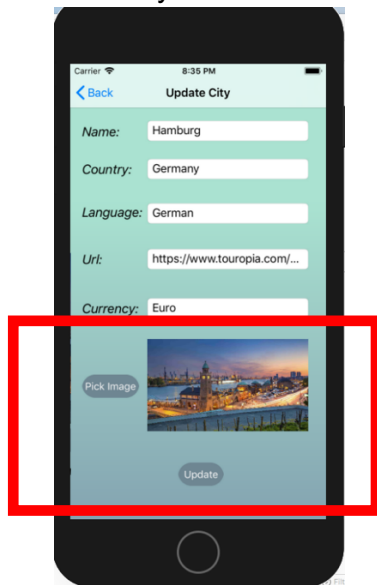 Carrier 8:35 PM
Back Update City
Name: Hamburg
Country: Germany
Language: German
Url: https://www.touropia.com/...
Currency: Euro
Pick Image
Update